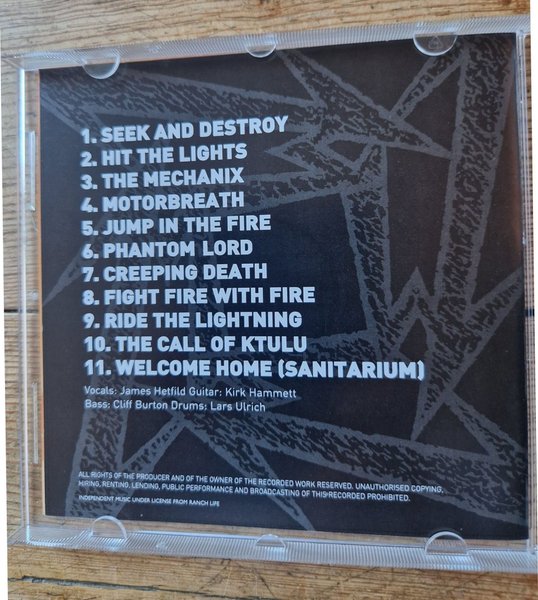 1. SEEK AND DESTROY
2. HIT THE LIGHTS
3. THE MECHANIX
4. MOTORBREATH
5. JUMP IN THE FIRE
6. PHANTOM LORD
7. CREEPING DEATH
8. FIGHT FIRE WITH FIRE
9. RIDE THE LIGHTNING
10. THE CALL OF KTULU
11. WELCOME HOME (SANITARIUM)
Vocals: James Hetfild Guitar: Kirk Hammett
Bass: Cliff Burton Drums: Lars Ulrich
ALL RIGHTS OF THE PRODUCER AND OF THE OWNER OF THE RECORDED WORK RESERVED. UNAUTHORISED COPYING,
HIRING, RENTING, LENDING, PUBLIC PERFORMANCE AND BROADCASTING OF THIS RECORDED PROHIBITED.
INDEPENDENT MUSIC UNDER LICENSE FROM RANCH LIFE